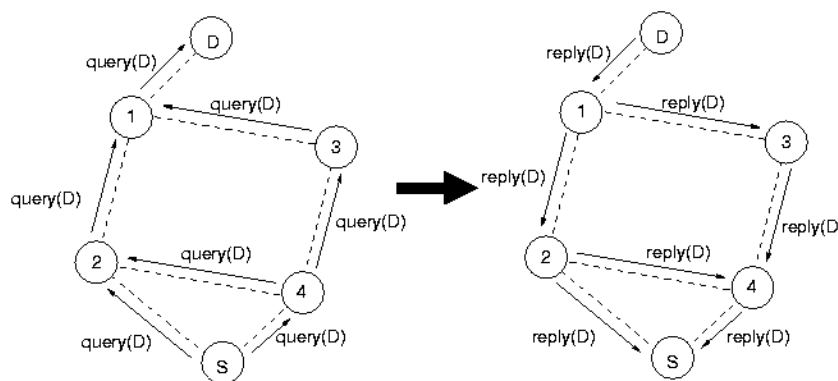 D
query(D)
query(D)
1
3
query(D)
query(D)
query(D)
2
4
query(D)
query(D)
S
D
reply(D)
reply(D)
1
3
reply(D)
reply(D)
reply(D)
2
4
reply(D)
reply(D)
S